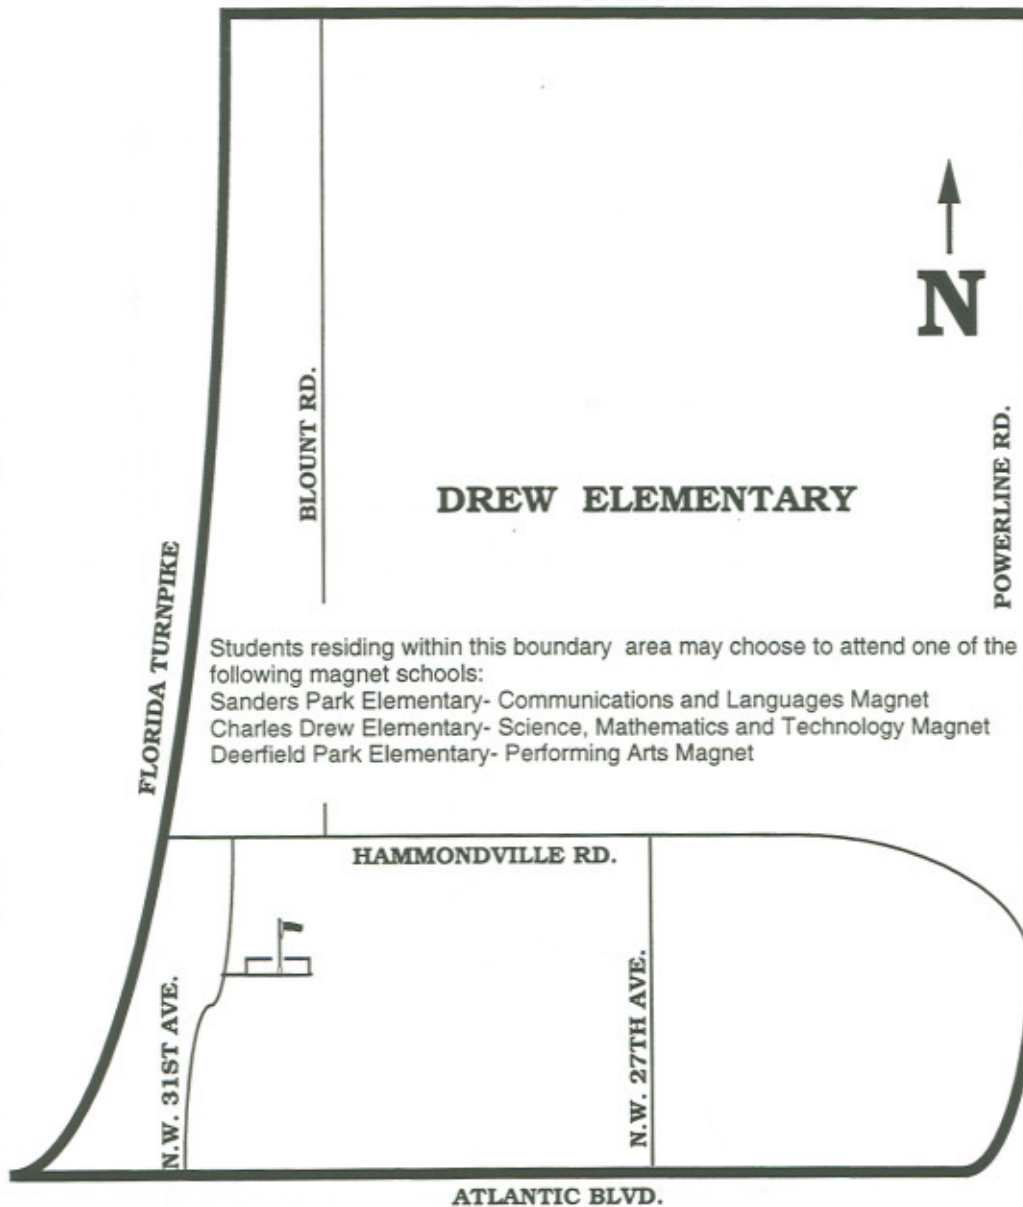 N
BLOUNT RD.
POWERLINE RD.
DREW ELEMENTARY
FLORIDA TURNPIKE
Students residing within this boundary area may choose to attend one of the
following magnet schools:
Sanders Park Elementary- Communications and Languages Magnet
Charles Drew Elementary- Science, Mathematics and Technology Magnet
Deerfield Park Elementary- Performing Arts Magnet
HAMMONDVILLE RD.
N.W. 31ST AVE.
N.W. 27TH AVE.
ATLANTIC BLVD.